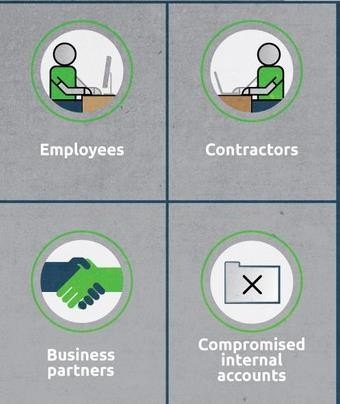 Employees
Contractors
Business
partners
Compromised
internal
accounts